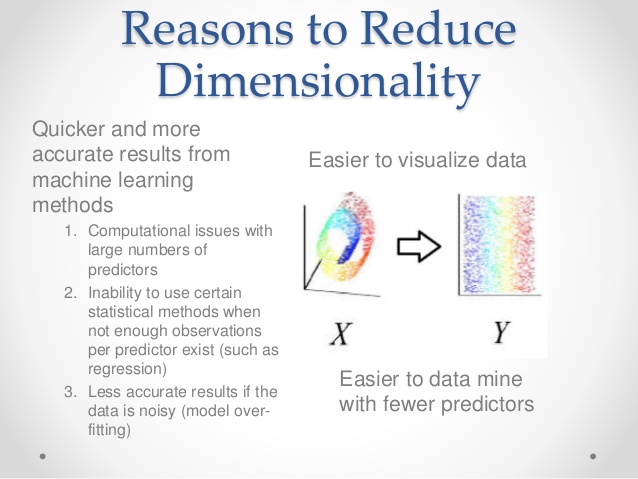 Reasons to Reduce
Dimensionality
Quicker and more
accurate results from
machine learning
methods
1. Computational issues with
large numbers of
predictors
2. Inability to use certain
statistical methods when
not enough observations
per predictor exist (such as
regression)
3. Less accurate results if the
data is noisy (model over-
fitting)
Easier to visualize data
X Y
Easier to data mine
with fewer predictors